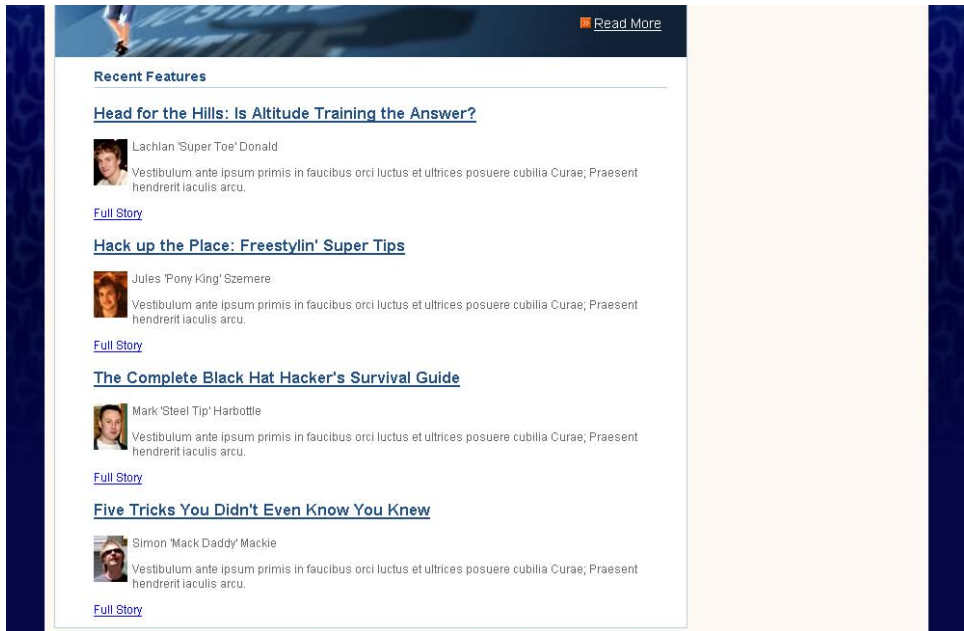 Read More
Recent Features
Head for the Hills: Is Altitude Training the Answer?
Lachlan 'Super Toe' Donald
Vestibulum ante ipsum primis in faucibus orci luctus et ultrices posuere cubilia Curae; Praesent
hendrerit iaculis arcu.
Full Story
Hack up the Place: Freestylin' Super Tips
Jules 'Pony King' Szemere
Vestibulum ante ipsum primis in faucibus orci luctus et ultrices posuere cubilia Curae; Praesent
hendrerit iaculis arcu.
Full Story
The Complete Black Hat Hacker's Survival Guide
Mark 'Steel Tip' Harbottle
Vestibulum ante ipsum primis in faucibus orci luctus et ultrices posuere cubilia Curae; Praesent
hendrerit iaculis arcu.
Full Story
Five Tricks You Didn't Even Know You Knew
Simon 'Mack Daddy' Mackie
Vestibulum ante ipsum primis in faucibus orci luctus et ultrices posuere cubilia Curae; Praesent
hendrerit iaculis arcu.
Full Story